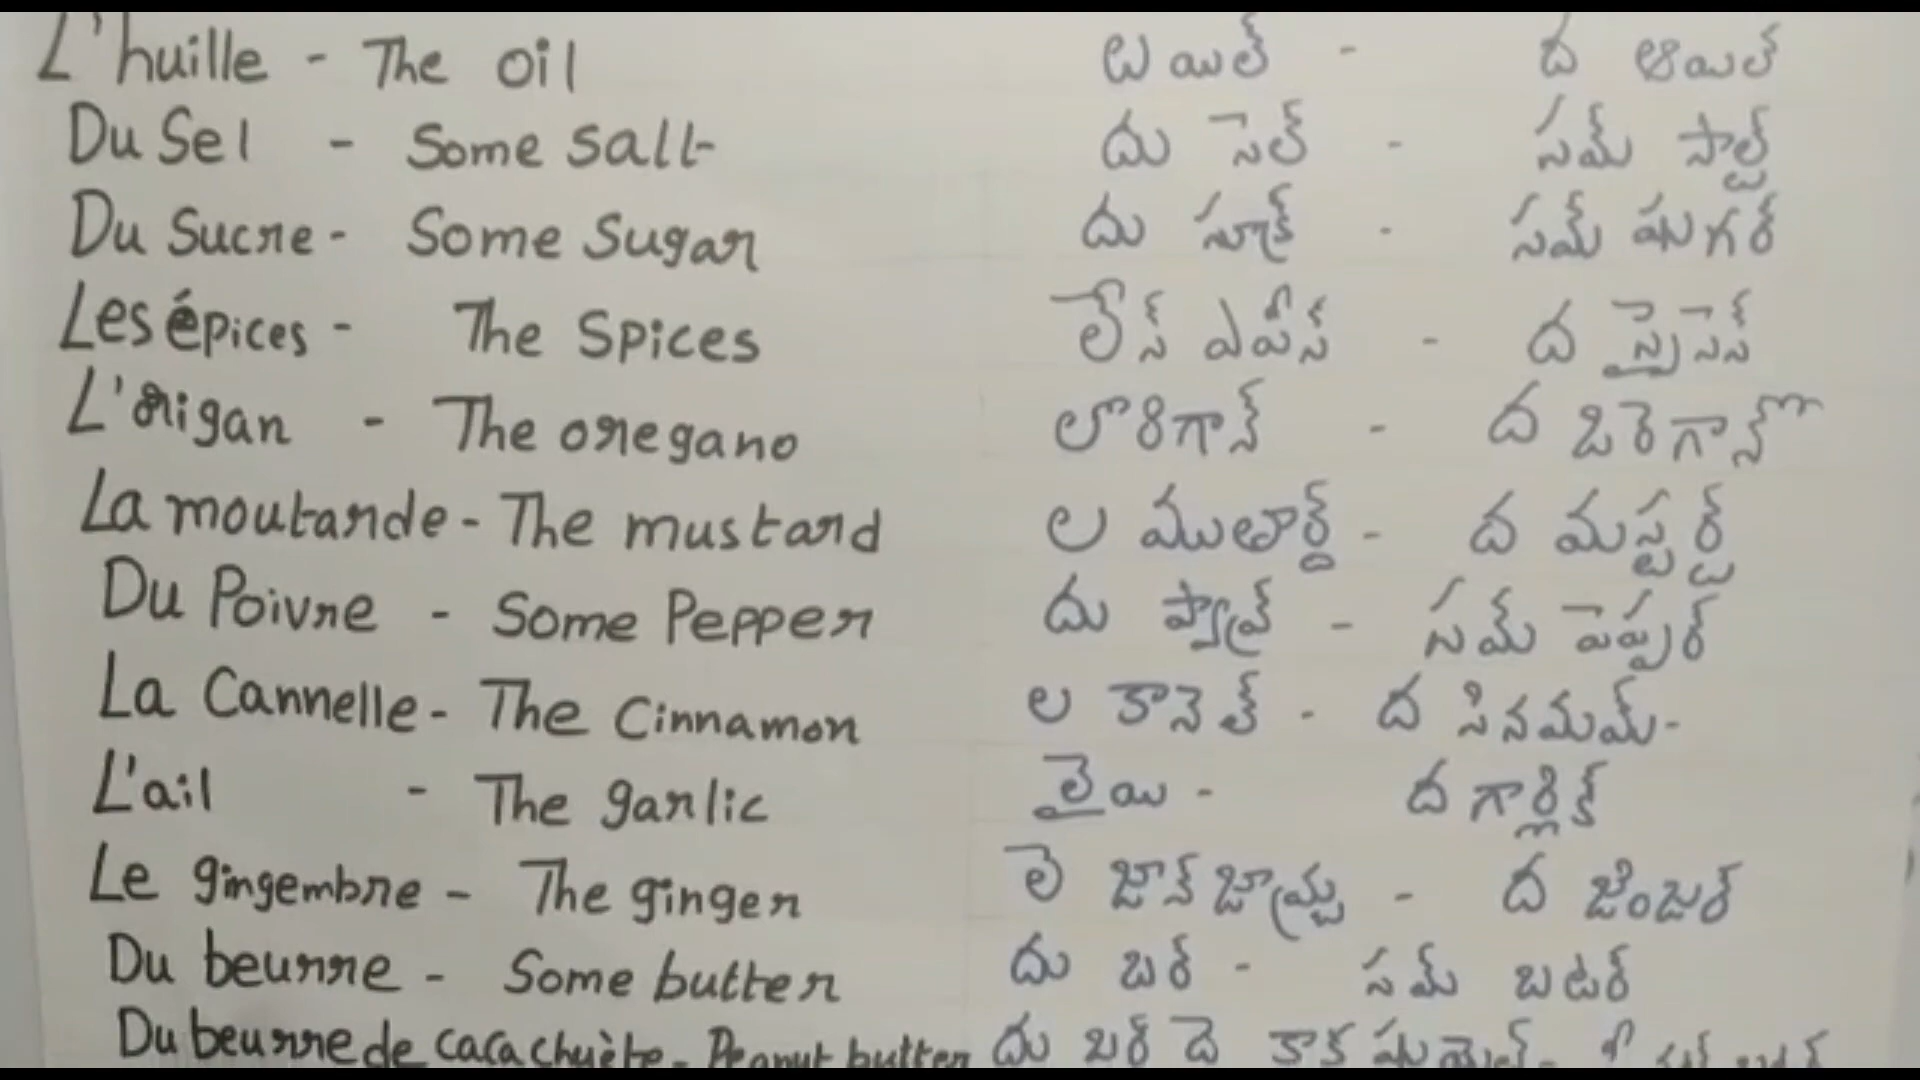 L'huille - The oil ల యిల్ - ద ఆయిల్
Du Sel - Some Salt దు సెల్ - సమ్ సాల్ట్
Du Sucre - Some Sugar దు సూక్ర్ - సమ్ షుగర్
Les épices - The Spices లేస్ ఎపీస్ - ద స్పైసెస్
L'origan - The oregano లొరిగాన్ - ద ఒరెగానో
La moutarde - The mustard ల ముతార్ద్ - ద మస్టర్డ్
Du Poivre - Some Pepper దు ప్వావ్ర్ - సమ్ పెప్పర్
La Cannelle - The Cinnamon ల కానెల్ - ద సినమమ్-
L'ail - The garlic లైయి - ద గార్లిక్
Le gingembre - The ginger లె జాన్ - ద జింజర్
Du beurre - Some butter దు బర్ - సమ్ బటర్
Du beurre de cacachuète - Peanut butter దు బర్ దె